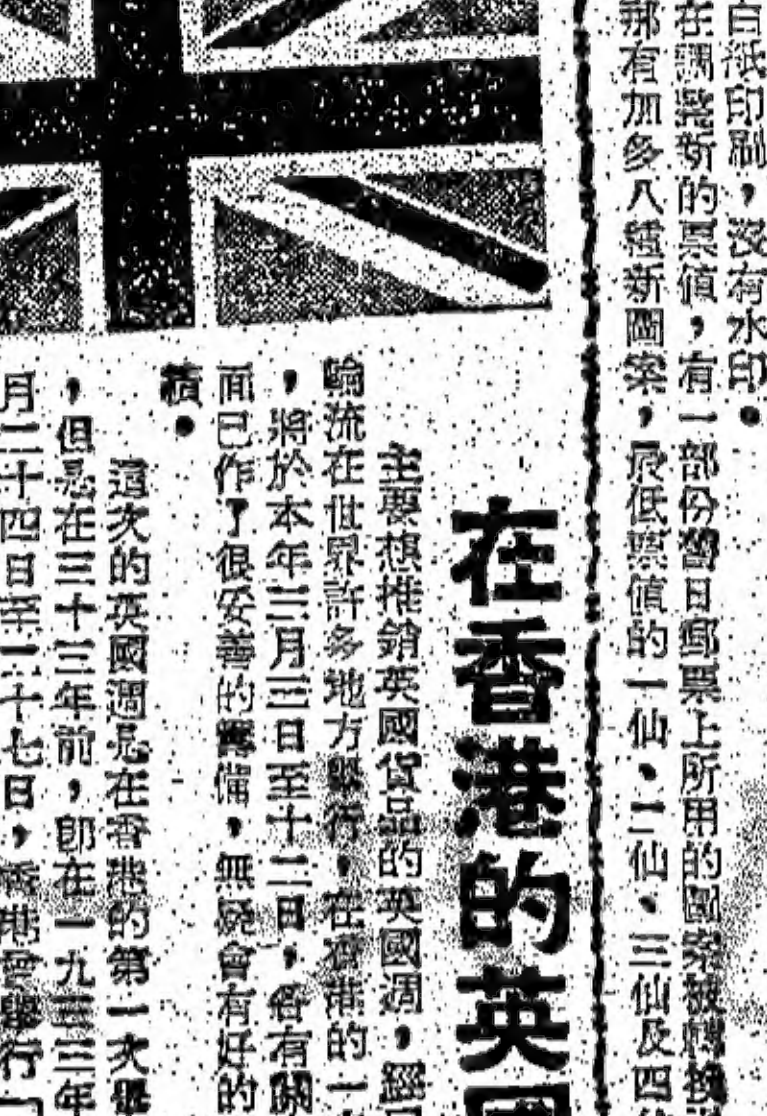 白紙印刷，沒有水印。
在調整新的票值，有一部份舊日郵票上所用的圖案被轉換
那有加多八種新圖案，最低票值的一仙、二仙、三仙及四
在香港的英國
主要想推銷英國貨品的英國週，經
輪流在世界許多地方舉行，在香港的一
，將於本年三月三日至十二日，各有關
面已作了很妥善的籌備，無疑會有好的
績。
這次的英國週是在香港的第一次
，但是在三十三年前，即在一九三三年
月二十四日至二十七日，香港會舉行